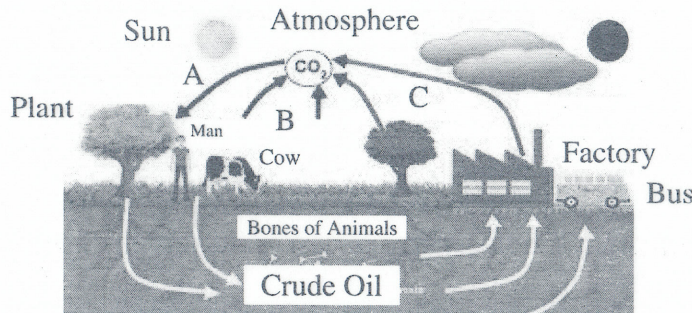 Atmosphere
Sun
CO₂
A
C
Plant
Man
B
Cow
Factory
Bus
Bones of Animals
Crude Oil